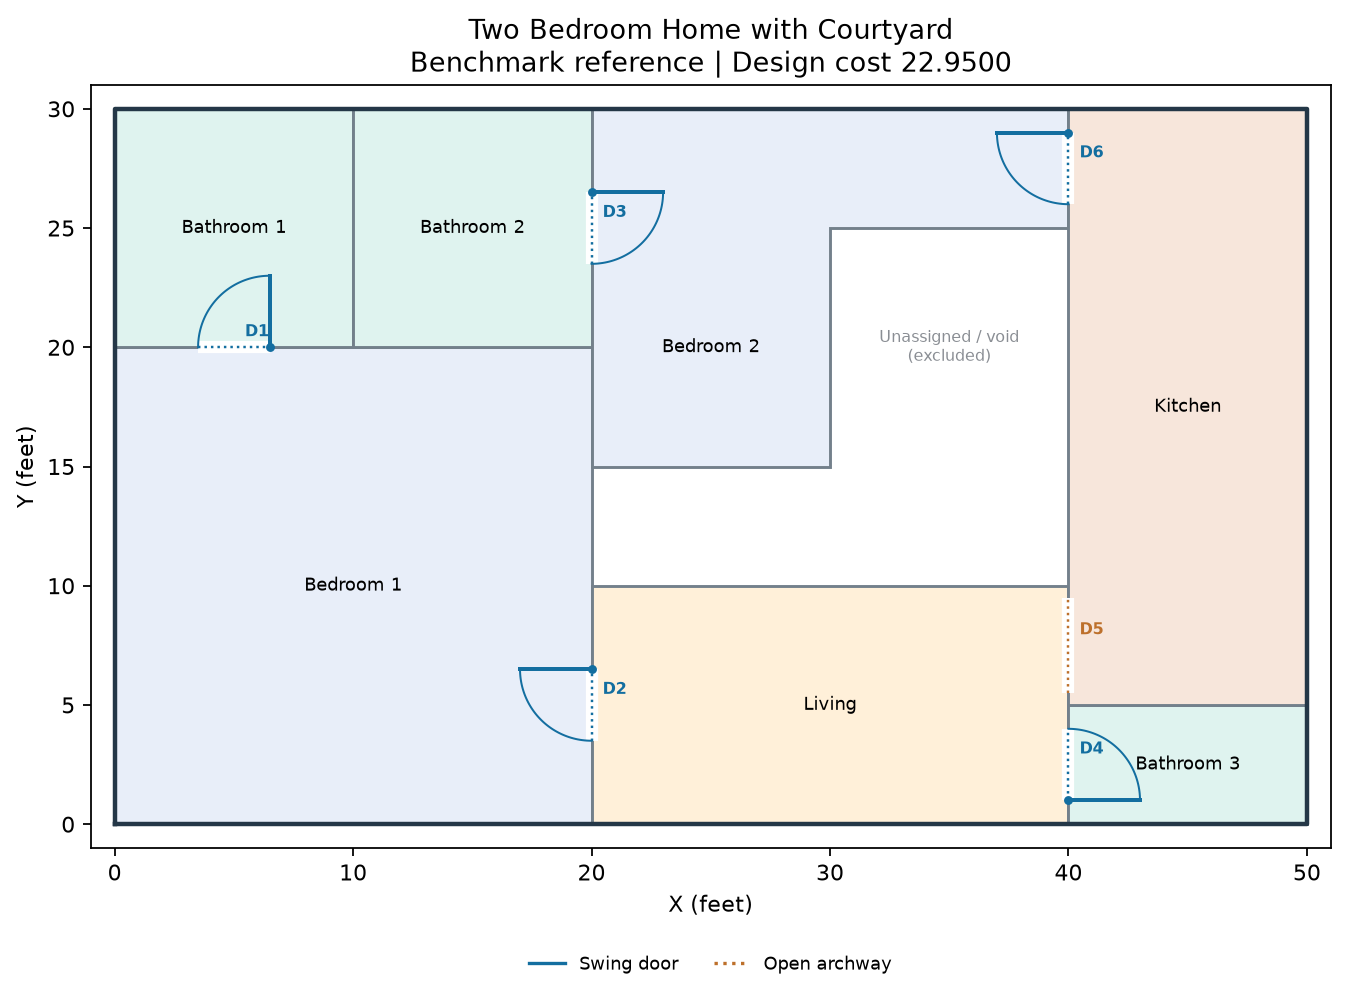 Two Bedroom Home with Courtyard
Benchmark reference | Design cost 22.9500
30
25
20
15
10
5
0
Y (feet)
Bathroom 1
Bathroom 2
D3
D6
D1
Bedroom 2
Unassigned / void
(excluded)
Kitchen
Bedroom 1
D5
D2
Living
D4
Bathroom 3
0
10
20
30
40
50
X (feet)
Swing door
Open archway